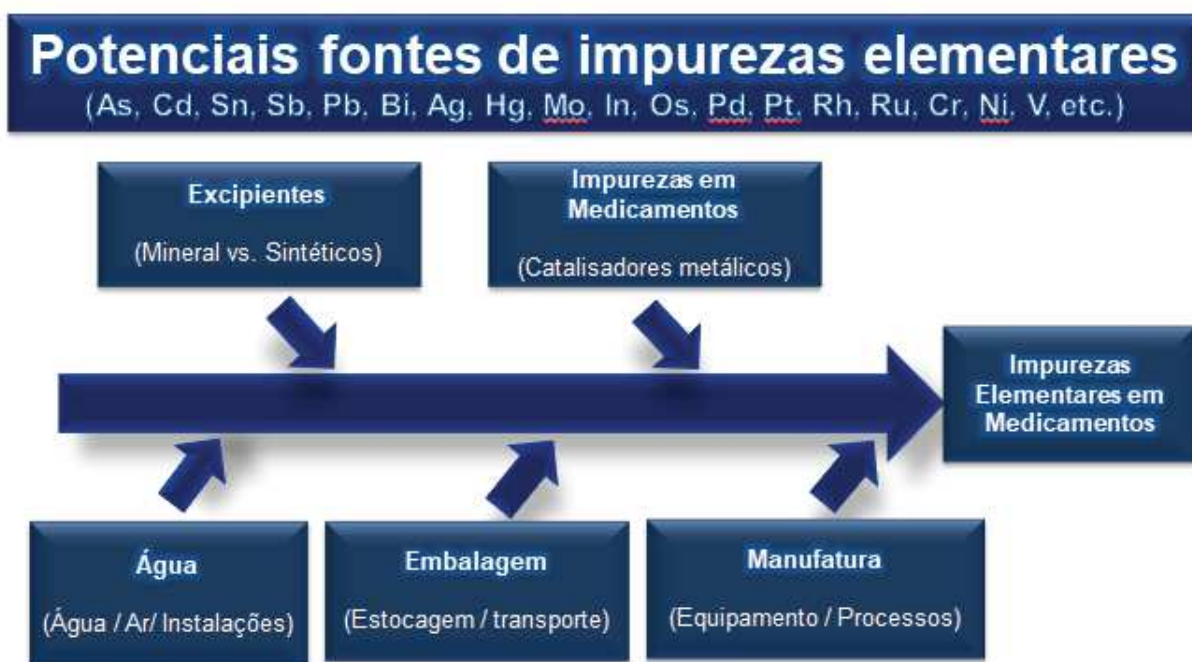 Potenciais fontes de impurezas elementares
(As, Cd, Sn, Sb, Pb, Bi, Ag, Hg, Mo, In, Os, Pd, Pt, Rh, Ru, Cr, Ni, V, etc.)
Excipientes
(Mineral vs. Sintéticos)
Impurezas em
Medicamentos
(Catalisadores metálicos)
Impurezas
Elementares em
Medicamentos
Água
(Água / Ar/ Instalações)
Embalagem
(Estocagem / transporte)
Manufatura
(Equipamento / Processos)